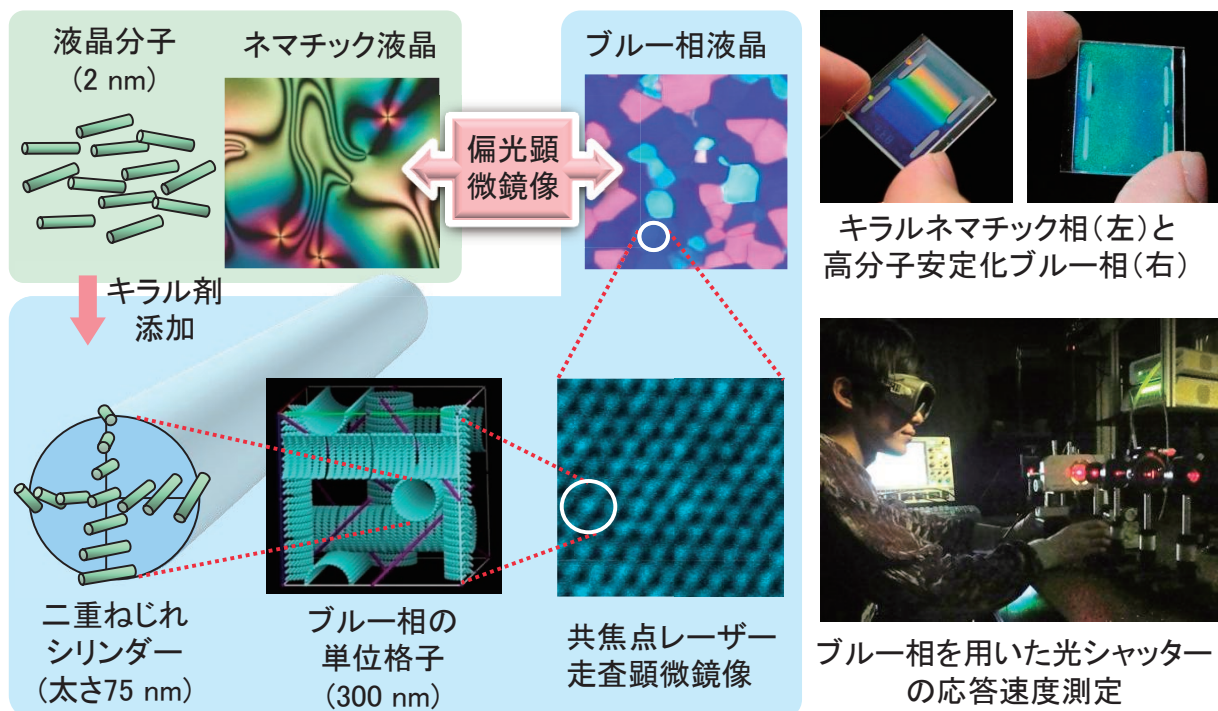 液晶分子
(2 nm)
ネマチック液晶
ブルー相液晶
偏光顕
微鏡像
キラル剤
添加
二重ねじれ
シリンダー
(太さ75 nm)
ブルー相の
単位格子
(300 nm)
共焦点レーザー
走査顕微鏡像
キラルネマチック相(左)と
高分子安定化ブルー相(右)
ブルー相を用いた光シャッター
の応答速度測定